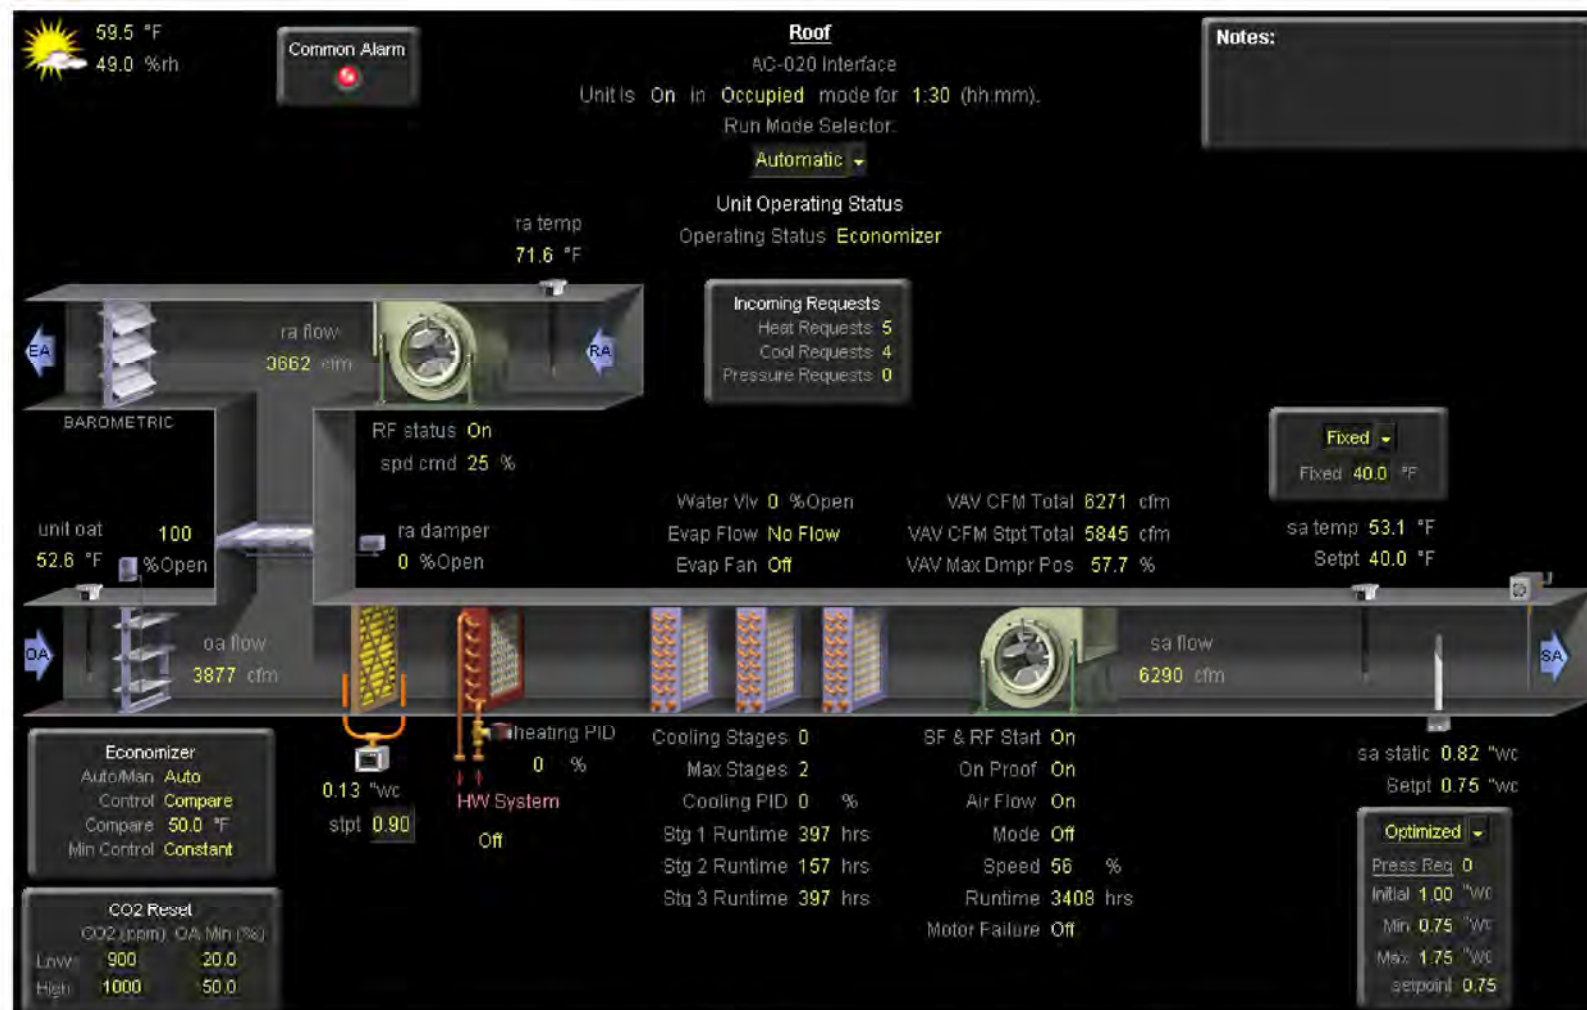 59.5 °F
49.0 %rh
Common Alarm
Roof
AC-020 Interface
Unit is On in Occupied mode for 1:30 (hh:mm).
Run Mode Selector:
Automatic
Notes:
Unit Operating Status
Operating Status Economizer
ra temp
71.6 °F
Incoming Requests
Heat Requests 5
Cool Requests 4
Pressure Requests 0
EA
ra flow
3662 cfm
RA
BAROMETRIC
RF status On
spd cmd 25 %
Fixed
Fixed 40.0 °F
unit oat
52.6 °F
100
%Open
ra damper
0 %Open
Water Vlv 0 %Open
Evap Flow No Flow
Evap Fan Off
VAV CFM Total 6271 cfm
VAV CFM Stpt Total 5845 cfm
VAV Max Dmpr Pos 57.7 %
sa temp 53.1 °F
Setpt 40.0 °F
OA
oa flow
3877 cfm
sa flow
6290 cfm
SA
Economizer
Auto/Man Auto
Control Compare
Compare 50.0 °F
Min Control Constant
0.13 "wc
stpt 0.90
heating PID
0 %
HW System
Off
Cooling Stages 0
Max Stages 2
Cooling PID 0 %
Stg 1 Runtime 397 hrs
Stg 2 Runtime 157 hrs
Stg 3 Runtime 397 hrs
SF & RF Start On
On Proof On
Air Flow On
Mode Off
Speed 56 %
Runtime 3408 hrs
Motor Failure Off
sa static 0.82 "wc
Setpt 0.75 "wc
Optimized
Press Req 0
Initial 1.00 "wc
Min 0.75 "wc
Max 1.75 "wc
setpoint 0.75
CO2 Reset
CO2 (ppm) OA Min (%)
Low 900 20.0
High 1000 50.0